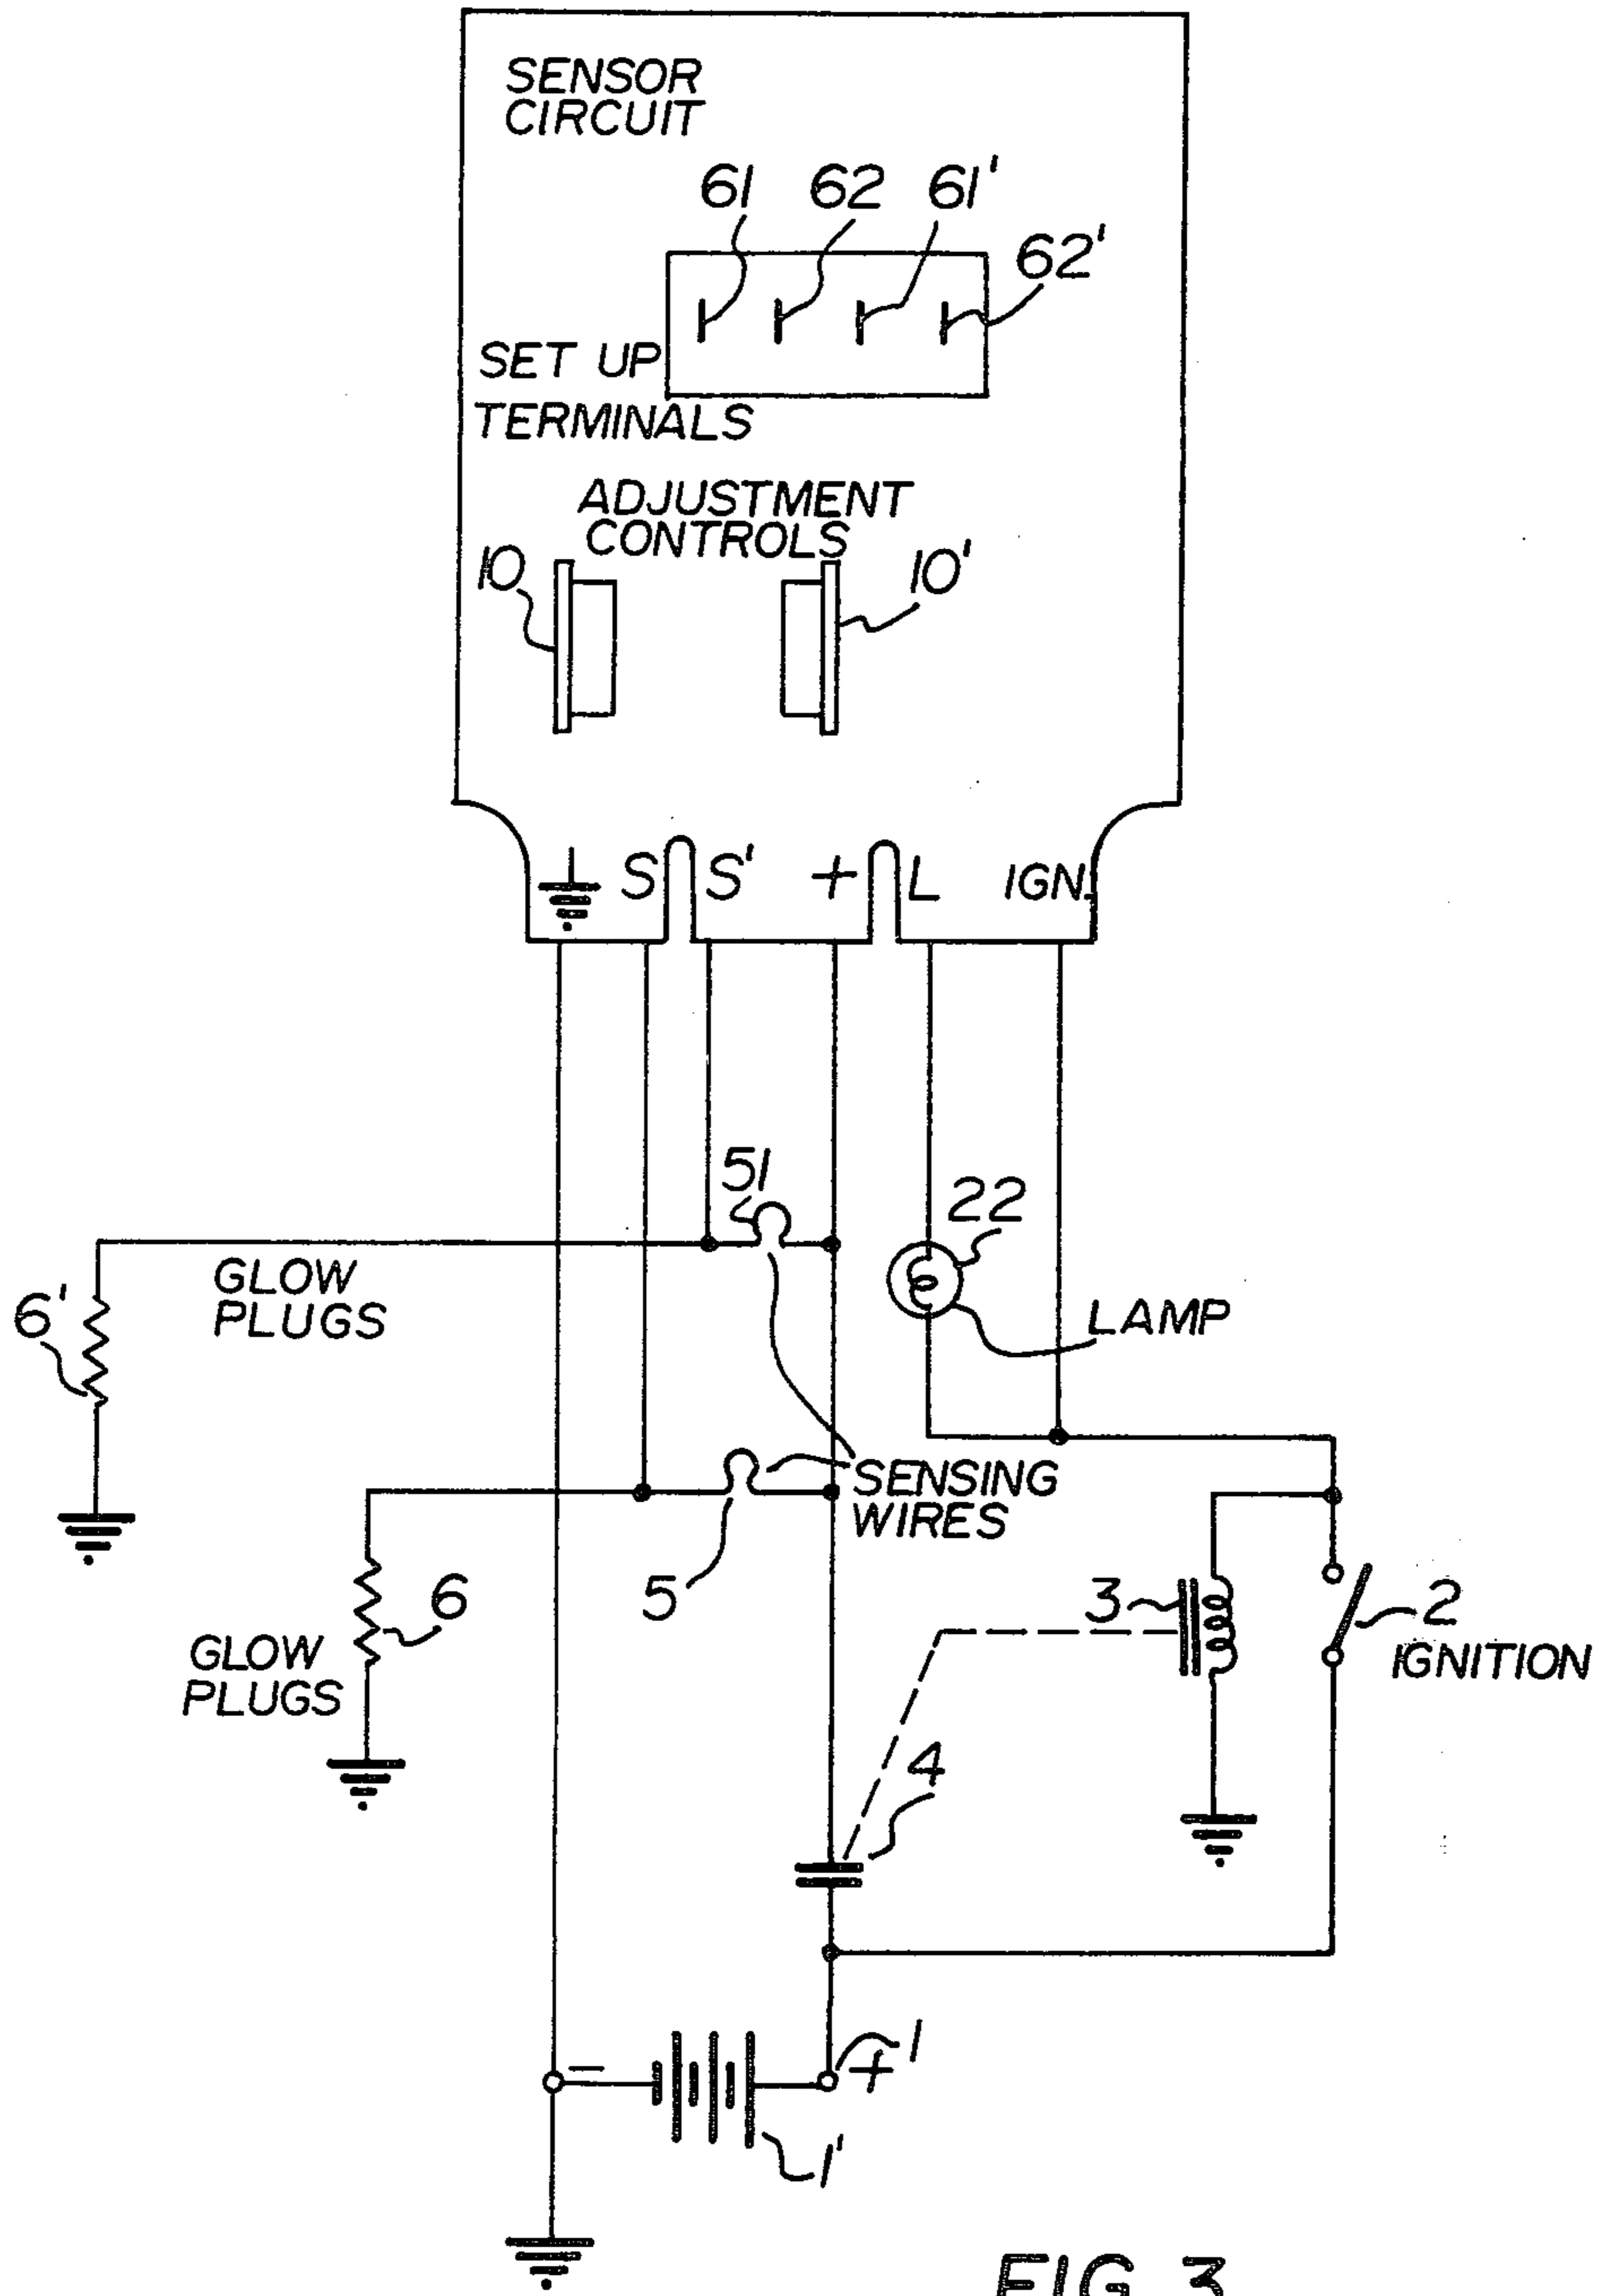 SENSOR
CIRCUIT
61 62 61' 62'
SET UP
TERMINALS
ADJUSTMENT
CONTROLS
10 10'
S S' + L IGN.
51
22
GLOW
PLUGS
6'
LAMP
SENSING
WIRES
5
3
2
IGNITION
6
GLOW
PLUGS
4
− + 1
1'
FIG. 3